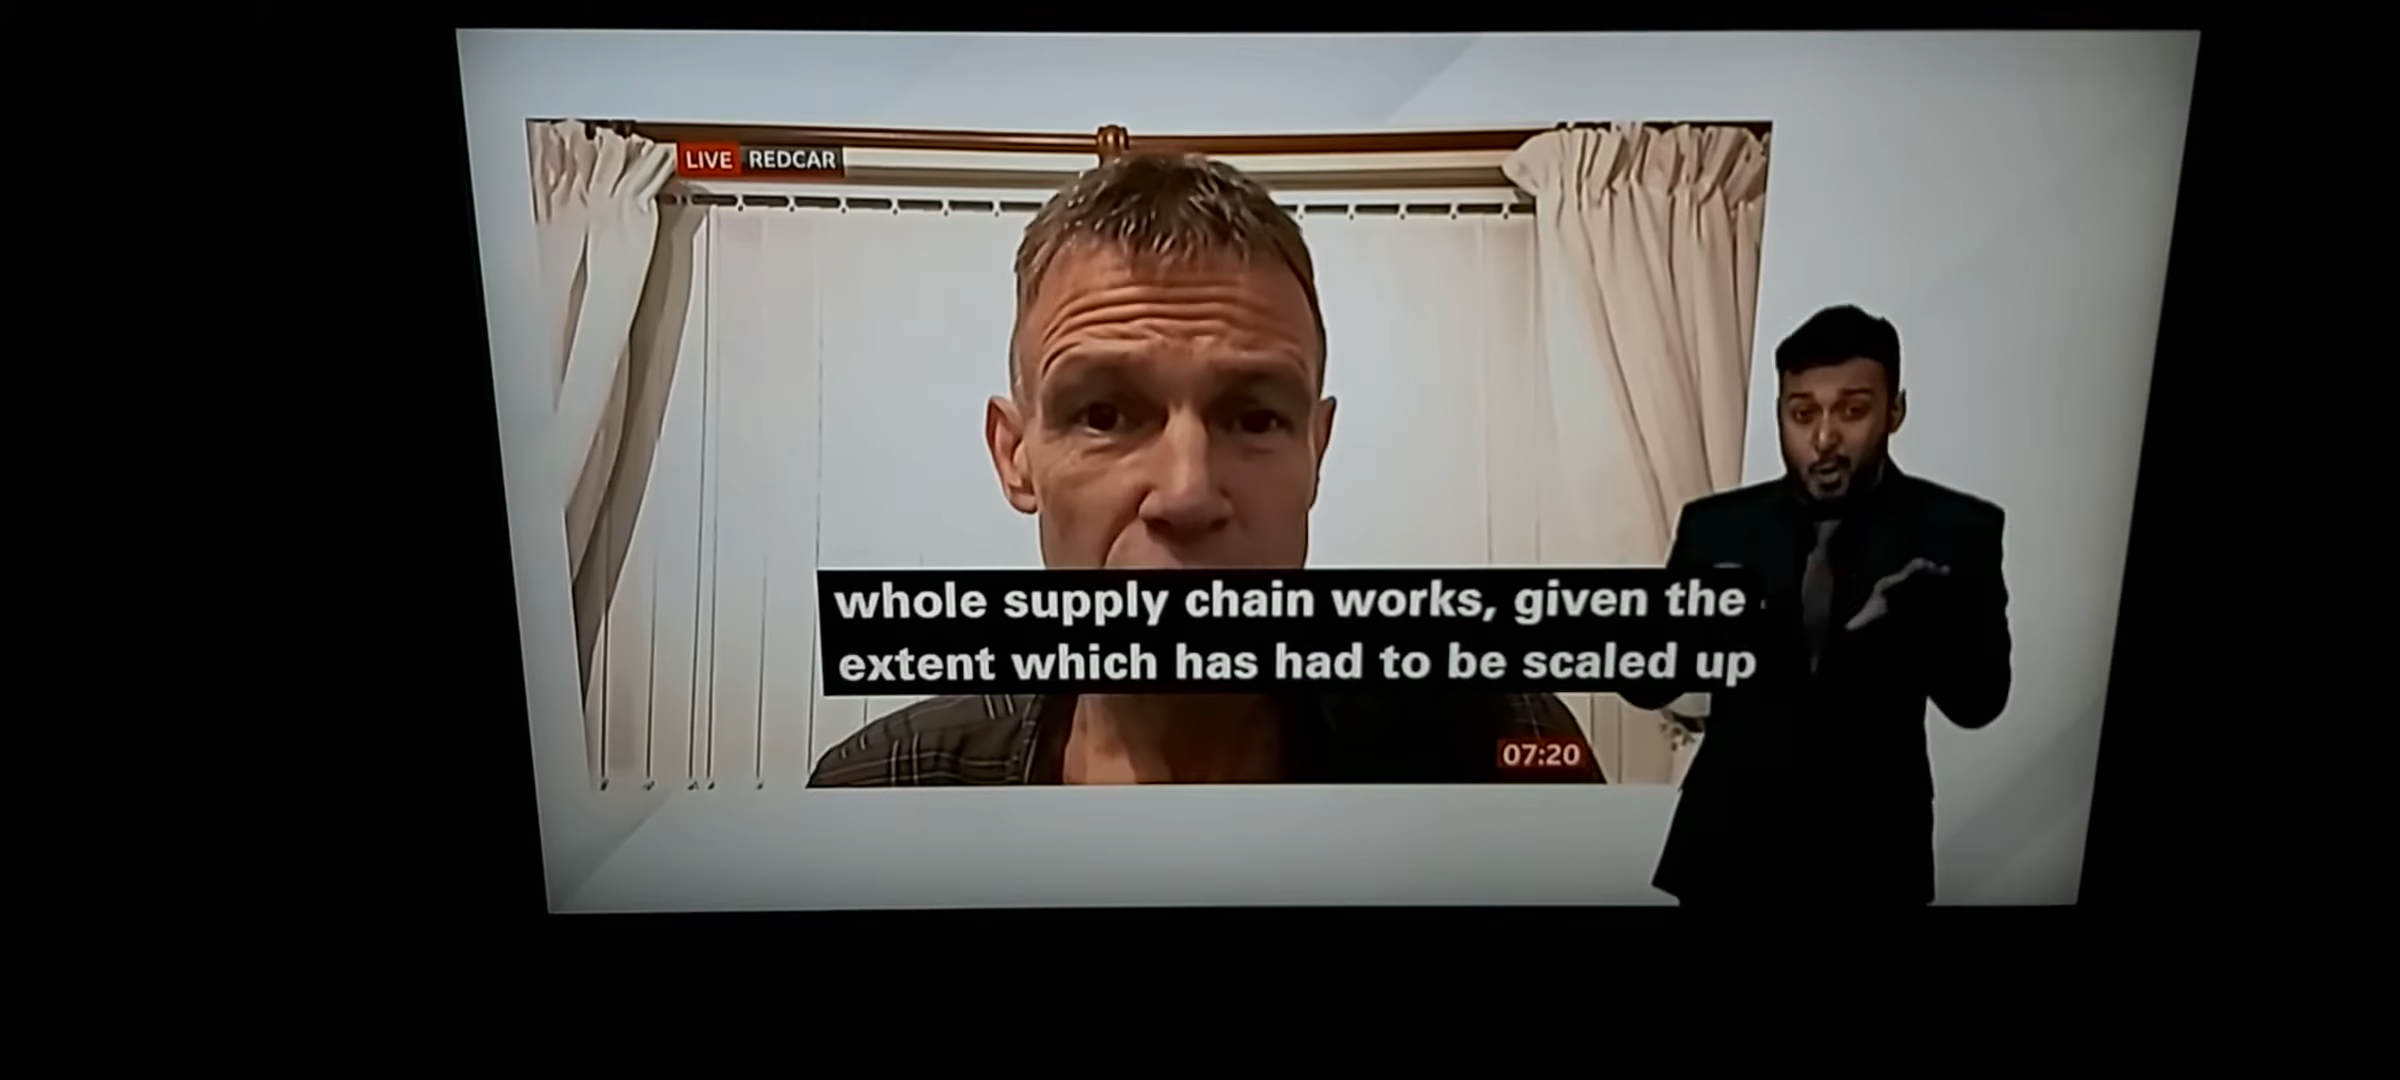 LIVE REDCAR
whole supply chain works, given the
extent which has had to be scaled up
07:20